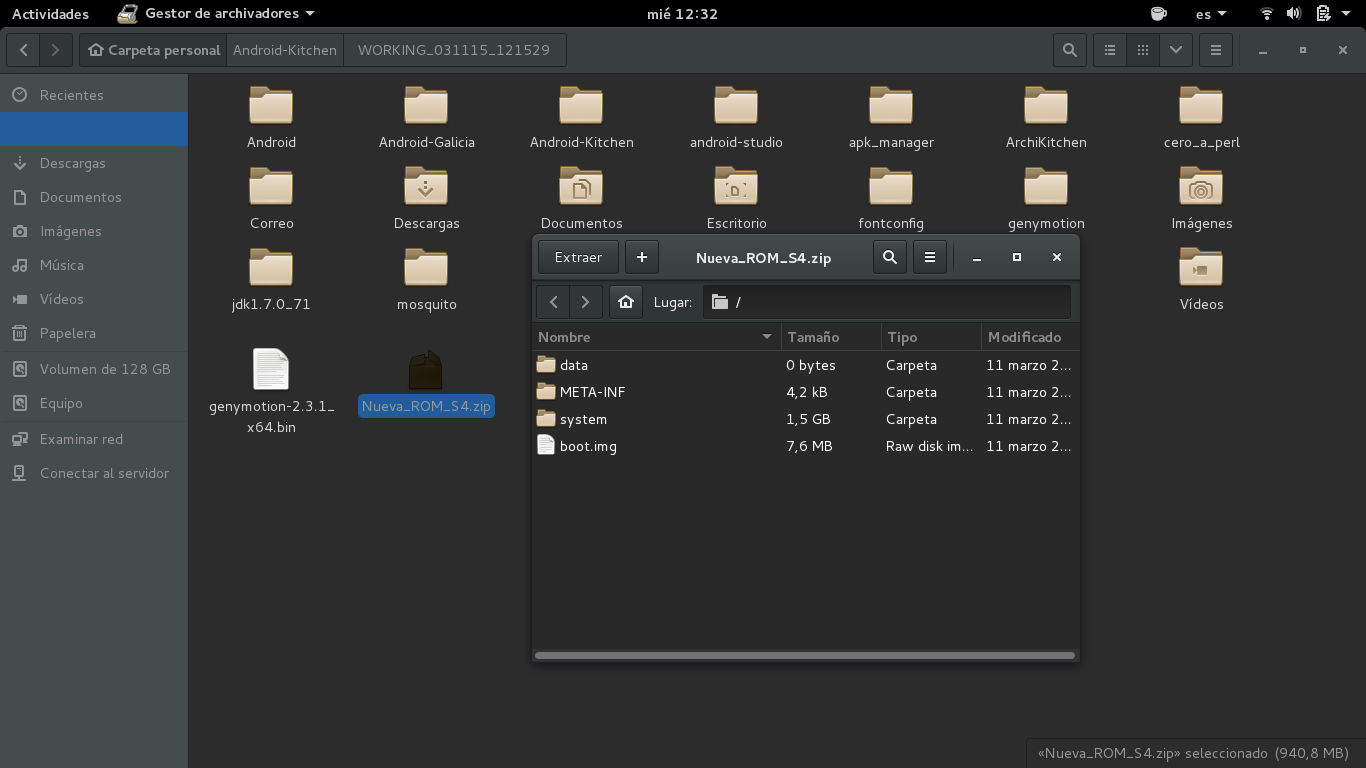 Actividades
Gestor de archivadores
mié 12:32
es
Carpeta personal
Android-Kitchen
WORKING_031115_121529
Recientes
Descargas
Documentos
Imágenes
Música
Vídeos
Papelera
Volumen de 128 GB
Equipo
Examinar red
Conectar al servidor
Android
Android-Galicia
Android-Kitchen
android-studio
apk_manager
ArchiKitchen
cero_a_perl
Correo
Descargas
Documentos
Escritorio
fontconfig
genymotion
Imágenes
jdk1.7.0_71
mosquito
Vídeos
genymotion-2.3.1_
x64.bin
Nueva_ROM_S4.zip
Extraer
+
Nueva_ROM_S4.zip
Lugar:
/
Nombre Tamaño Tipo Modificado
data 0 bytes Carpeta 11 marzo 2...
META-INF 4,2 kB Carpeta 11 marzo 2...
system 1,5 GB Carpeta 11 marzo 2...
boot.img 7,6 MB Raw disk im... 11 marzo 2...
«Nueva_ROM_S4.zip» seleccionado (940,8 MB)